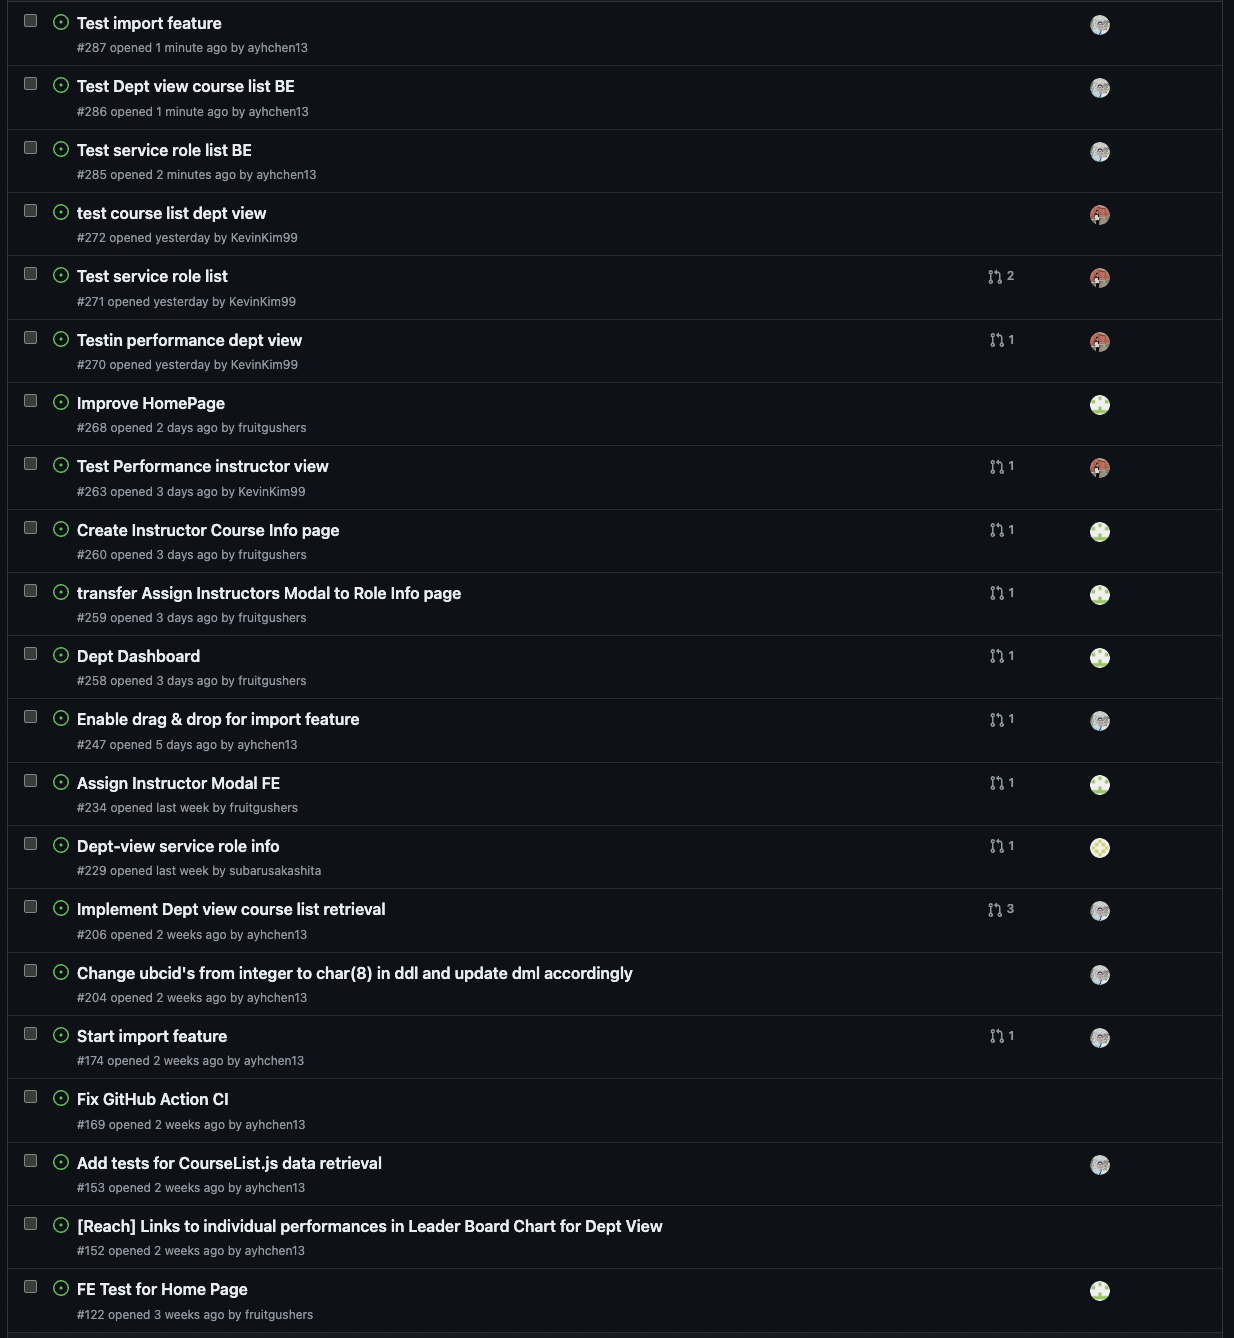 Test import feature
#287 opened 1 minute ago by ayhchen13
Test Dept view course list BE
#286 opened 1 minute ago by ayhchen13
Test service role list BE
#285 opened 2 minutes ago by ayhchen13
test course list dept view
#272 opened yesterday by KevinKim99
Test service role list
2
#271 opened yesterday by KevinKim99
Testin performance dept view
1
#270 opened yesterday by KevinKim99
Improve HomePage
#268 opened 2 days ago by fruitgushers
Test Performance instructor view
1
#263 opened 3 days ago by KevinKim99
Create Instructor Course Info page
1
#260 opened 3 days ago by fruitgushers
transfer Assign Instructors Modal to Role Info page
1
#259 opened 3 days ago by fruitgushers
Dept Dashboard
1
#258 opened 3 days ago by fruitgushers
Enable drag & drop for import feature
1
#247 opened 5 days ago by ayhchen13
Assign Instructor Modal FE
1
#234 opened last week by fruitgushers
Dept-view service role info
1
#229 opened last week by subarusakashita
Implement Dept view course list retrieval
3
#206 opened 2 weeks ago by ayhchen13
Change ubcid's from integer to char(8) in ddl and update dml accordingly
#204 opened 2 weeks ago by ayhchen13
Start import feature
1
#174 opened 2 weeks ago by ayhchen13
Fix GitHub Action CI
#169 opened 2 weeks ago by ayhchen13
Add tests for CourseList.js data retrieval
#153 opened 2 weeks ago by ayhchen13
[Reach] Links to individual performances in Leader Board Chart for Dept View
#152 opened 2 weeks ago by ayhchen13
FE Test for Home Page
#122 opened 3 weeks ago by fruitgushers